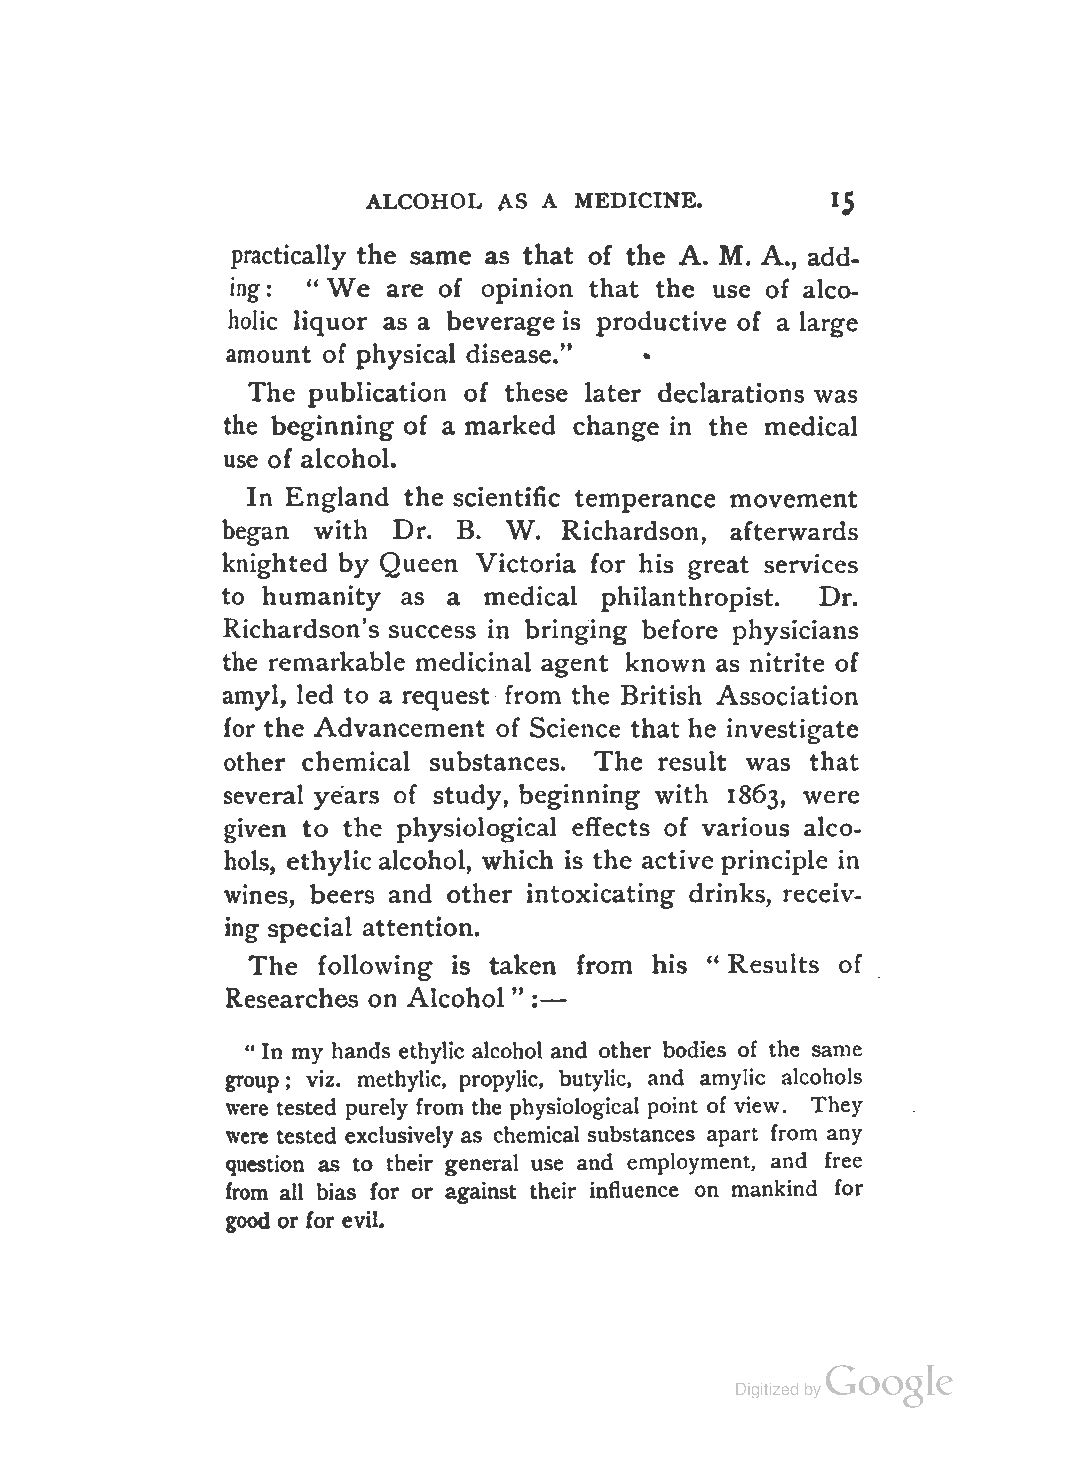 ALCOHOL AS A MEDICINE. 15
practically the same as that of the A. M. A., add-
ing: “ We are of opinion that the use of alco-
holic liquor as a beverage is productive of a large
amount of physical disease.”
The publication of these later declarations was
the beginning of a marked change in the medical
use of alcohol.
In England the scientific temperance movement
began with Dr. B. W. Richardson, afterwards
knighted by Queen Victoria for his great services
to humanity as a medical philanthropist. Dr.
Richardson’s success in bringing before physicians
the remarkable medicinal agent known as nitrite of
amyl, led to a request from the British Association
for the Advancement of Science that he investigate
other chemical substances. The result was that
several years of study, beginning with 1863, were
given to the physiological effects of various alco-
hols, ethylic alcohol, which is the active principle in
wines, beers and other intoxicating drinks, receiv-
ing special attention.
The following is taken from his “ Results of
Researches on Alcohol ” :—
“ In my hands ethylic alcohol and other bodies of the same
group ; viz. methylic, propylic, butylic, and amylic alcohols
were tested purely from the physiological point of view. They
were tested exclusively as chemical substances apart from any
question as to their general use and employment, and free
from all bias for or against their influence on mankind for
good or for evil.
Digitized by Google